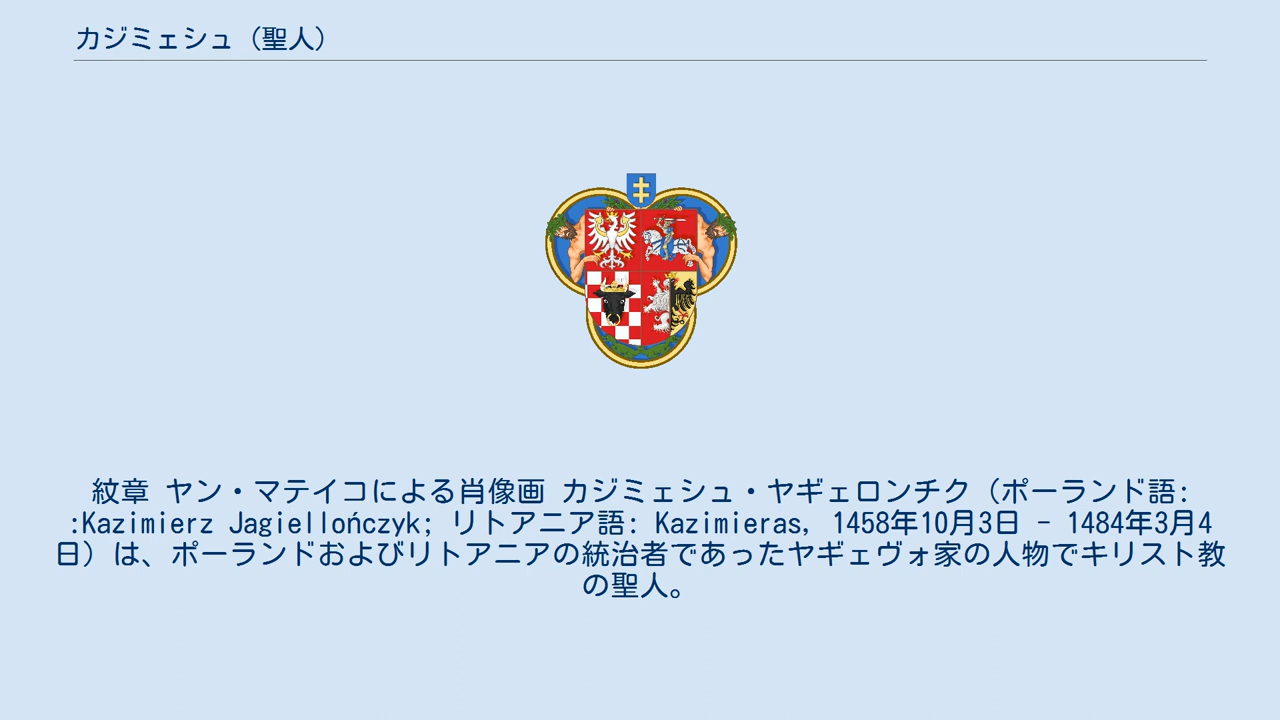 カジミェシュ（聖人）
紋章 ヤン・マテイコによる肖像画 カジミェシュ・ヤギェロンチク（ポーランド語:
:Kazimierz Jagiellończyk; リトアニア語: Kazimieras, 1458年10月3日 - 1484年3月4
日）は、ポーランドおよびリトアニアの統治者であったヤギェヴォ家の人物でキリスト教
の聖人。